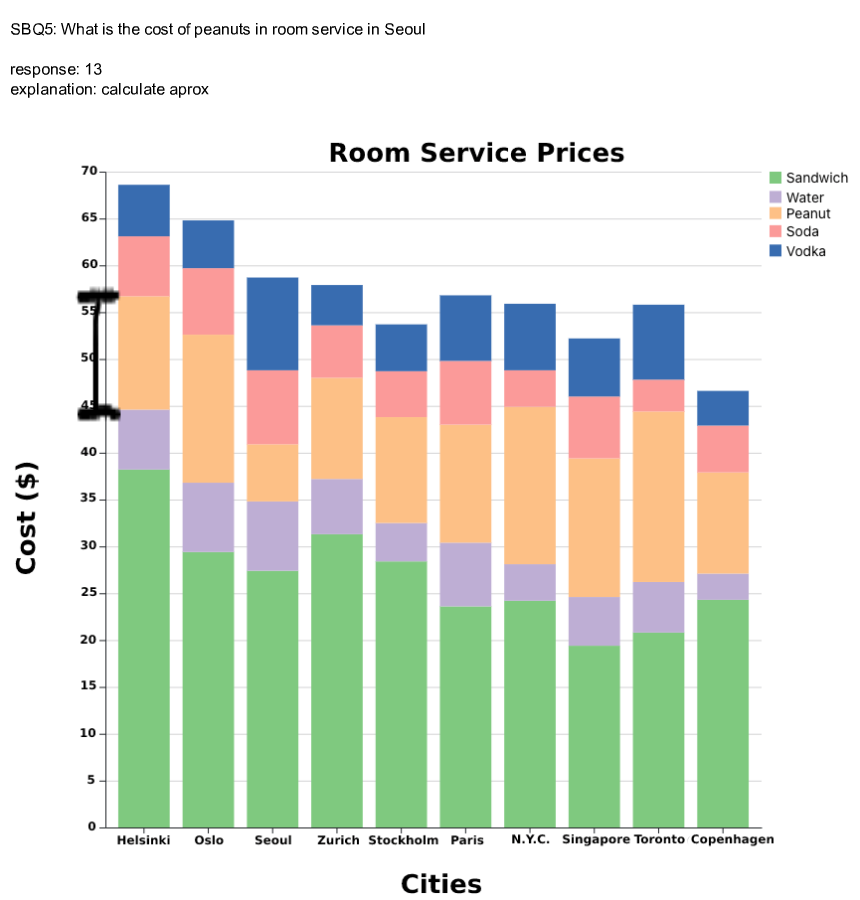 SBQ5: What is the cost of peanuts in room service in Seoul
response: 13
explanation: calculate aprox
Room Service Prices
Sandwich
Water
Peanut
Soda
Vodka
70
65
60
55
50
45
40
35
30
25
20
15
10
5
0
Cost ($)
Helsinki Oslo Seoul Zurich Stockholm Paris N.Y.C. Singapore Toronto Copenhagen
Cities